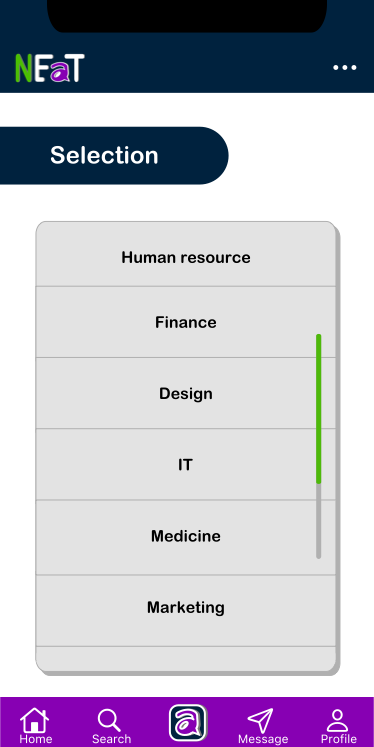 NEaT
Selection
Human resource
Finance
Design
IT
Medicine
Marketing
a
Home
Search
Message
Profile